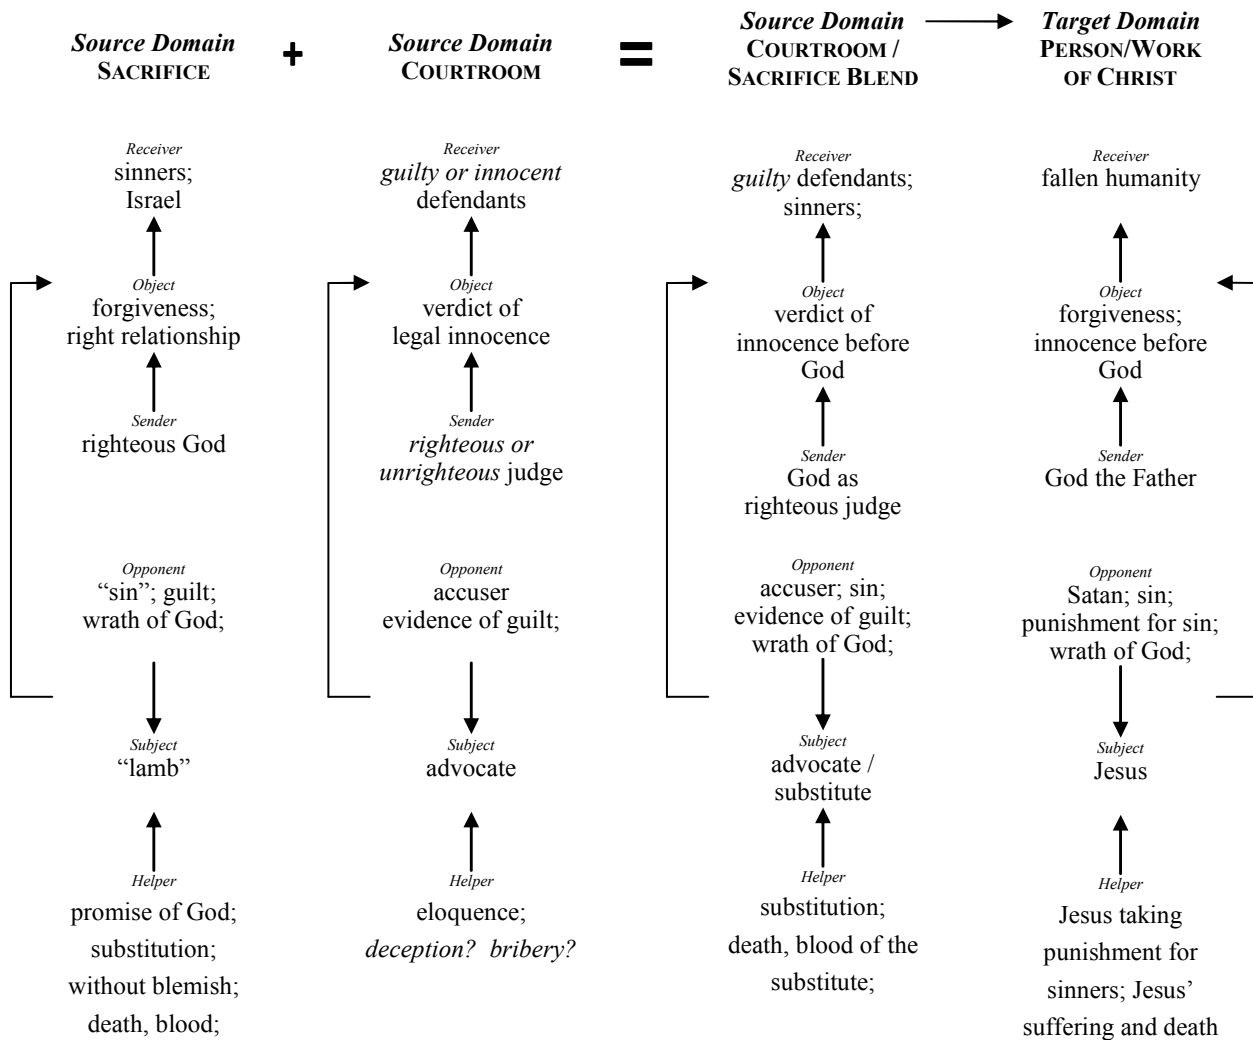 Source Domain
SACRIFICE
+
Source Domain
COURTROOM
=
Source Domain
COURTROOM /
SACRIFICE BLEND
Target Domain
PERSON/WORK
OF CHRIST
Receiver
sinners;
Israel
Object
forgiveness;
right relationship
Sender
righteous God
Opponent
“sin”; guilt;
wrath of God;
Subject
“lamb”
Helper
promise of God;
substitution;
without blemish;
death, blood;
Receiver
guilty or innocent
defendants
Object
verdict of
legal innocence
Sender
righteous or
unrighteous judge
Opponent
accuser
evidence of guilt;
Subject
advocate
Helper
eloquence;
deception? bribery?
Receiver
guilty defendants;
sinners;
Object
verdict of
innocence before
God
Sender
God as
righteous judge
Opponent
accuser; sin;
evidence of guilt;
wrath of God;
Subject
advocate /
substitute
Helper
substitution;
death, blood of the
substitute;
Receiver
fallen humanity
Object
forgiveness;
innocence before
God
Sender
God the Father
Opponent
Satan; sin;
punishment for sin;
wrath of God;
Subject
Jesus
Helper
Jesus taking
punishment for
sinners; Jesus’
suffering and death